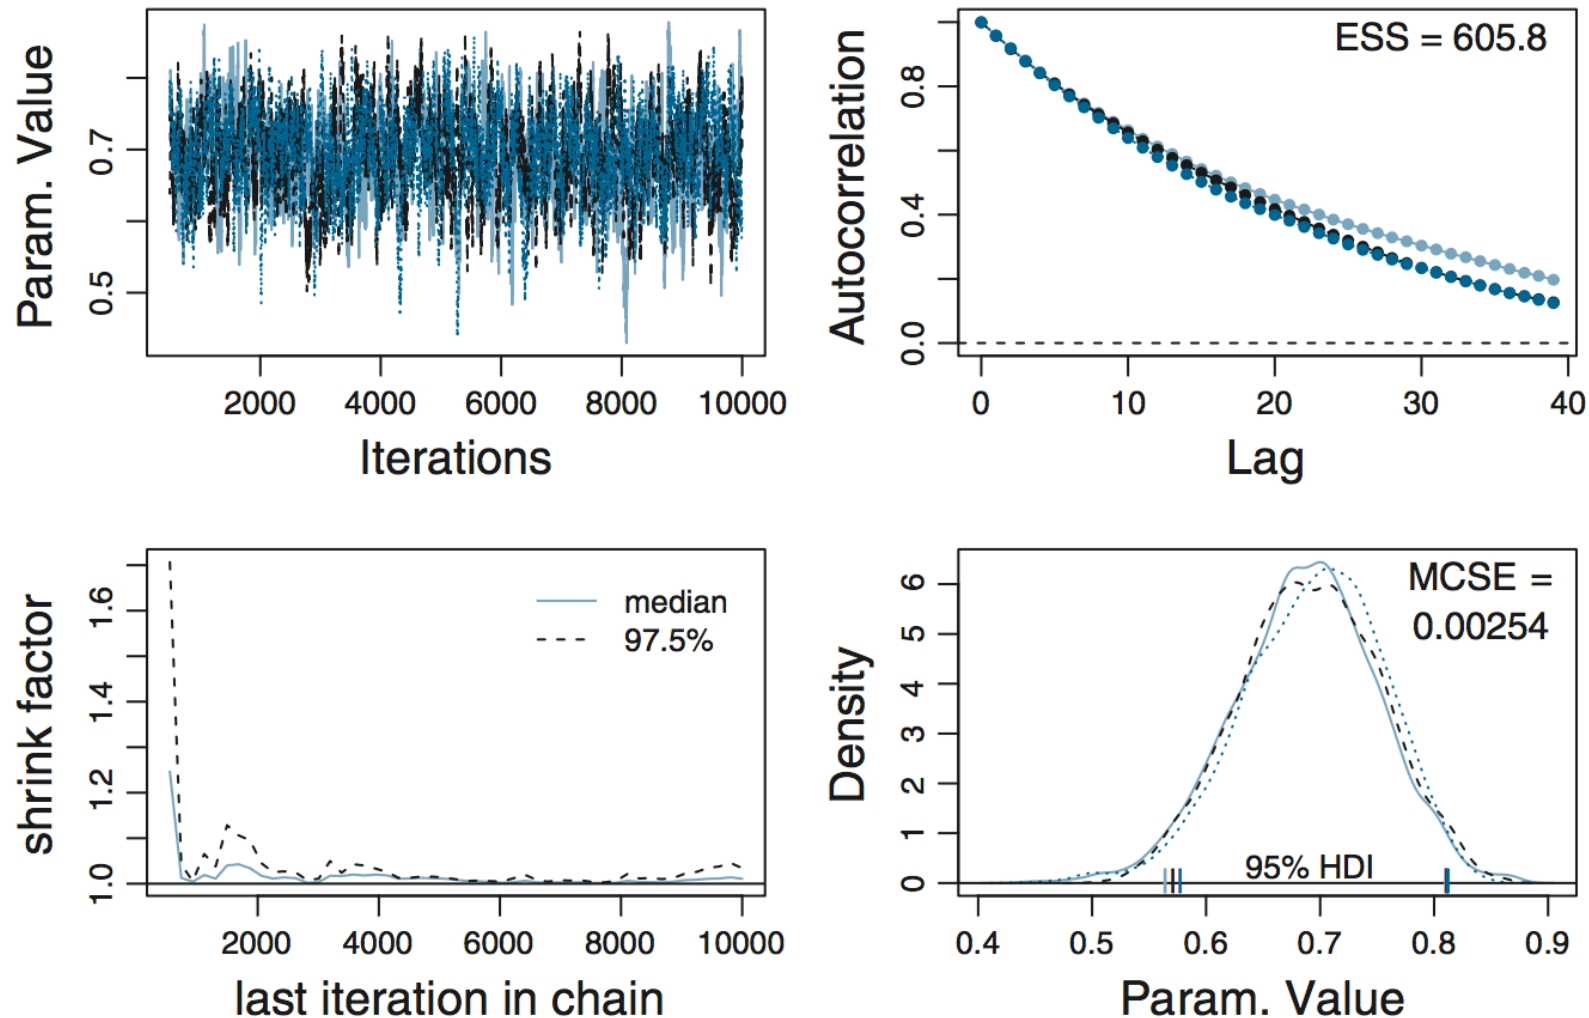 Param. Value
0.5 0.7
2000 4000 6000 8000 10000
Iterations
ESS = 605.8
Autocorrelation
0.0 0.4 0.8
0 10 20 30 40
Lag
median
97.5%
shrink factor
1.0 1.2 1.4 1.6
2000 4000 6000 8000 10000
last iteration in chain
MCSE =
0.00254
Density
0 1 2 3 4 5 6
95% HDI
0.4 0.5 0.6 0.7 0.8 0.9
Param. Value